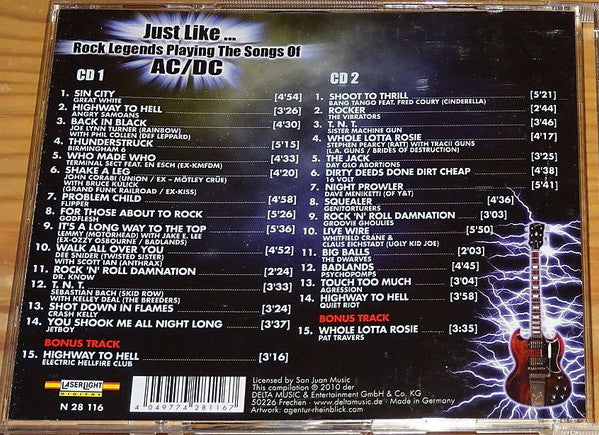 Just Like ...
Rock Legends Playing The Songs Of
AC/DC
CD 1
1. SIN CITY [4'54]
GREAT WHITE
2. HIGHWAY TO HELL [3'26]
ANGRY SAMOANS
3. BACK IN BLACK [4'30]
JOE LYNN TURNER (RAINBOW)
WITH PHIL COLLEN (DEF LEPPARD)
4. THUNDERSTRUCK [5'15]
BIRMINGHAM 6
5. WHO MADE WHO [4'33]
TERMINAL SECT FEAT. EN ESCH (EX-KMFDM)
6. SHAKE A LEG [4'20]
JOHN CORABI (UNION / EX - MÖTLEY CRÜE)
WITH BRUCE KULICK
(GRAND FUNK RAILROAD / EX-KISS)
7. PROBLEM CHILD [4'58]
FLIPPER
8. FOR THOSE ABOUT TO ROCK [5'26]
GODFLESH
9. IT'S A LONG WAY TO THE TOP [5'36]
LEMMY (MOTORHEAD) WITH JAKE E. LEE
(EX-OZZY OSBOURNE / BADLANDS)
10. WALK ALL OVER YOU [4'52]
DEE SNIDER (TWISTED SISTER)
WITH SCOTT IAN (ANTHRAX)
11. ROCK 'N' ROLL DAMNATION [2'24]
DR. KNOW
12. T.N.T. [3'33]
SEBASTIAN BACH (SKID ROW)
WITH KELLEY DEAL (THE BREEDERS)
13. SHOT DOWN IN FLAMES [3'24]
CRASH KELLY
14. YOU SHOOK ME ALL NIGHT LONG [3'37]
JETBOY
BONUS TRACK
15. HIGHWAY TO HELL [3'16]
ELECTRIC HELLFIRE CLUB
CD 2
1. SHOOT TO THRILL [5'21]
BANG TANGO FEAT. FRED COURY (CINDERELLA)
2. ROCKER [2'44]
THE VIBRATORS
3. T.N.T. [3'46]
SISTER MACHINE GUN
4. WHOLE LOTTA ROSIE [4'17]
STEPHEN PEARCY (RATT) WITH TRACII GUNS
(L.A. GUNS / BRIDES OF DESTRUCTION)
5. THE JACK [3'25]
DAY GLO ABORTIONS
6. DIRTY DEEDS DONE DIRT CHEAP [4'38]
16 VOLT
7. NIGHT PROWLER [5'41]
DAVE MENIKETTI (OF Y&T)
8. SQUEALER [4'36]
GENITORTURERS
9. ROCK 'N' ROLL DAMNATION [3'03]
GROOVIE GHOULIES
10. LIVE WIRE [5'50]
WHITFIELD CRANE &
CLAUS EICHSTADT (UGLY KID JOE)
11. BIG BALLS [2'03]
THE DWARVES
12. BADLANDS [4'45]
PSYCHOPOMPS
13. TOUCH TOO MUCH [3'04]
AGRESSION
14. HIGHWAY TO HELL [3'58]
QUIET RIOT
BONUS TRACK
15. WHOLE LOTTA ROSIE [3:35]
PAT TRAVERS
LASERLIGHT
DIGITAL
N 28 116
4 049774 281167
Licensed by San Juan Music
This compilation ℗ 2010 der
DELTA MUSIC & Entertainment GmbH & Co. KG
50226 Frechen · www.deltamusic.de · Made in Germany
Artwork: agentur-rheinblick.com